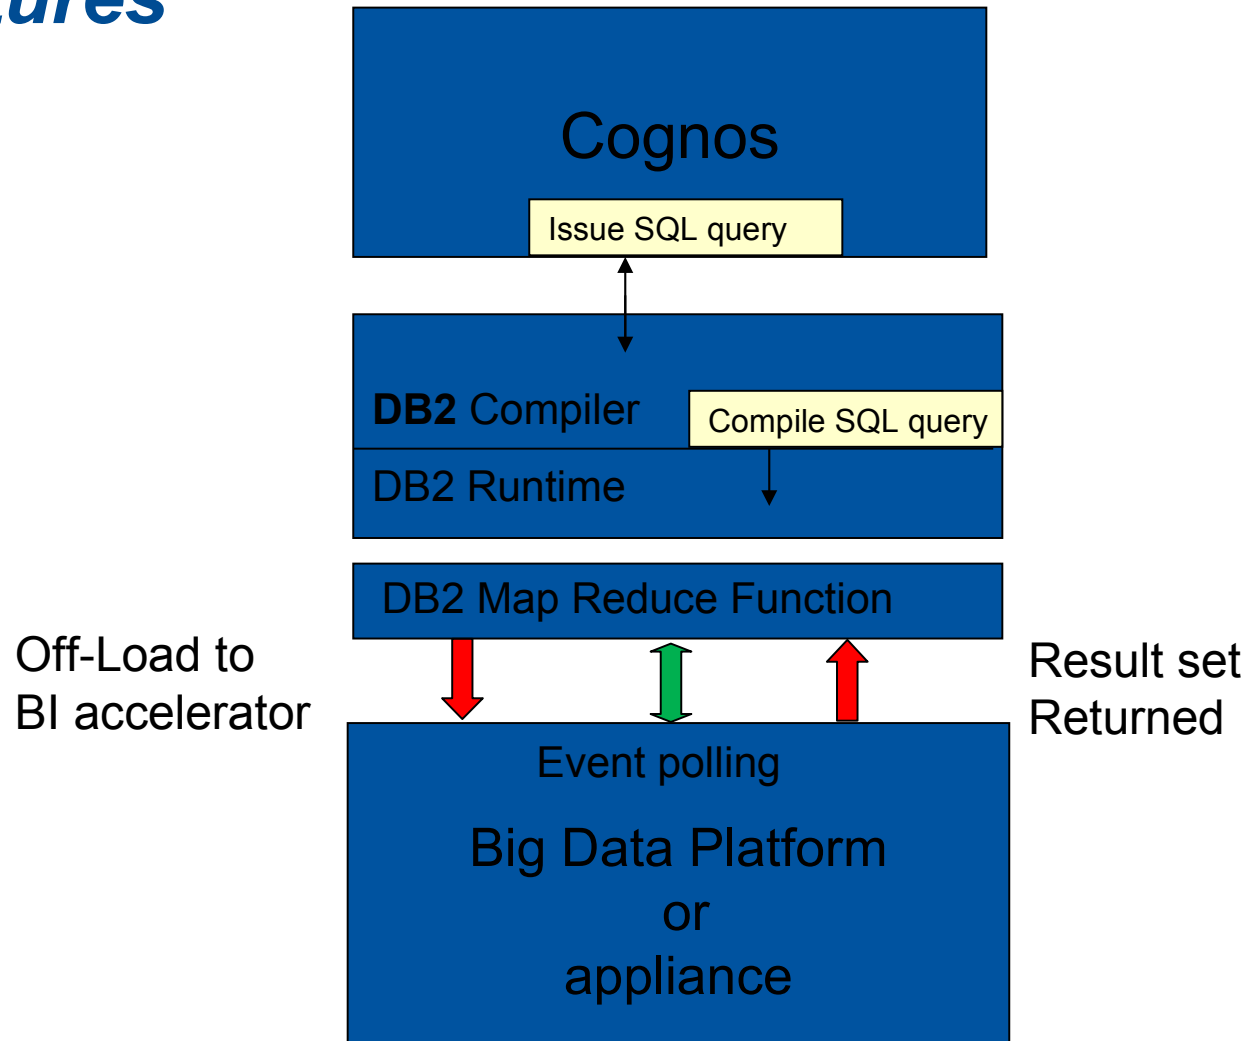 Cognos
Issue SQL query
DB2 Compiler
Compile SQL query
DB2 Runtime
DB2 Map Reduce Function
Off-Load to
BI accelerator
Result set
Returned
Event polling
Big Data Platform
or
appliance